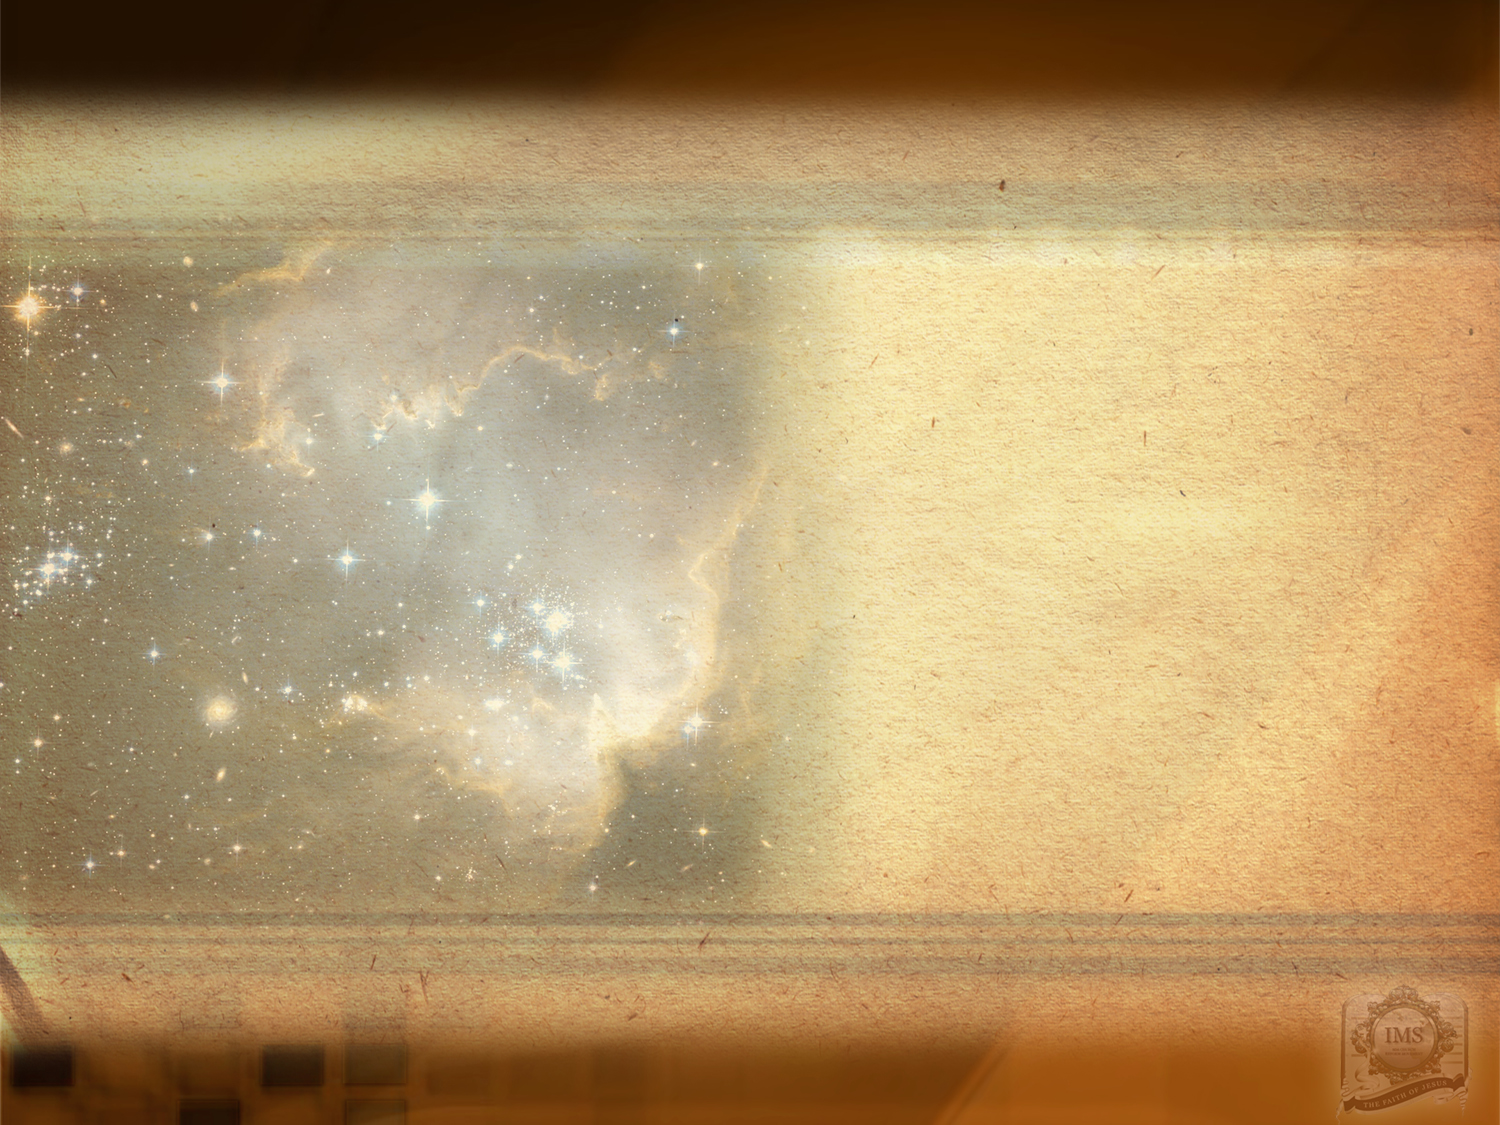 IMS
THE FAITH OF JESUS